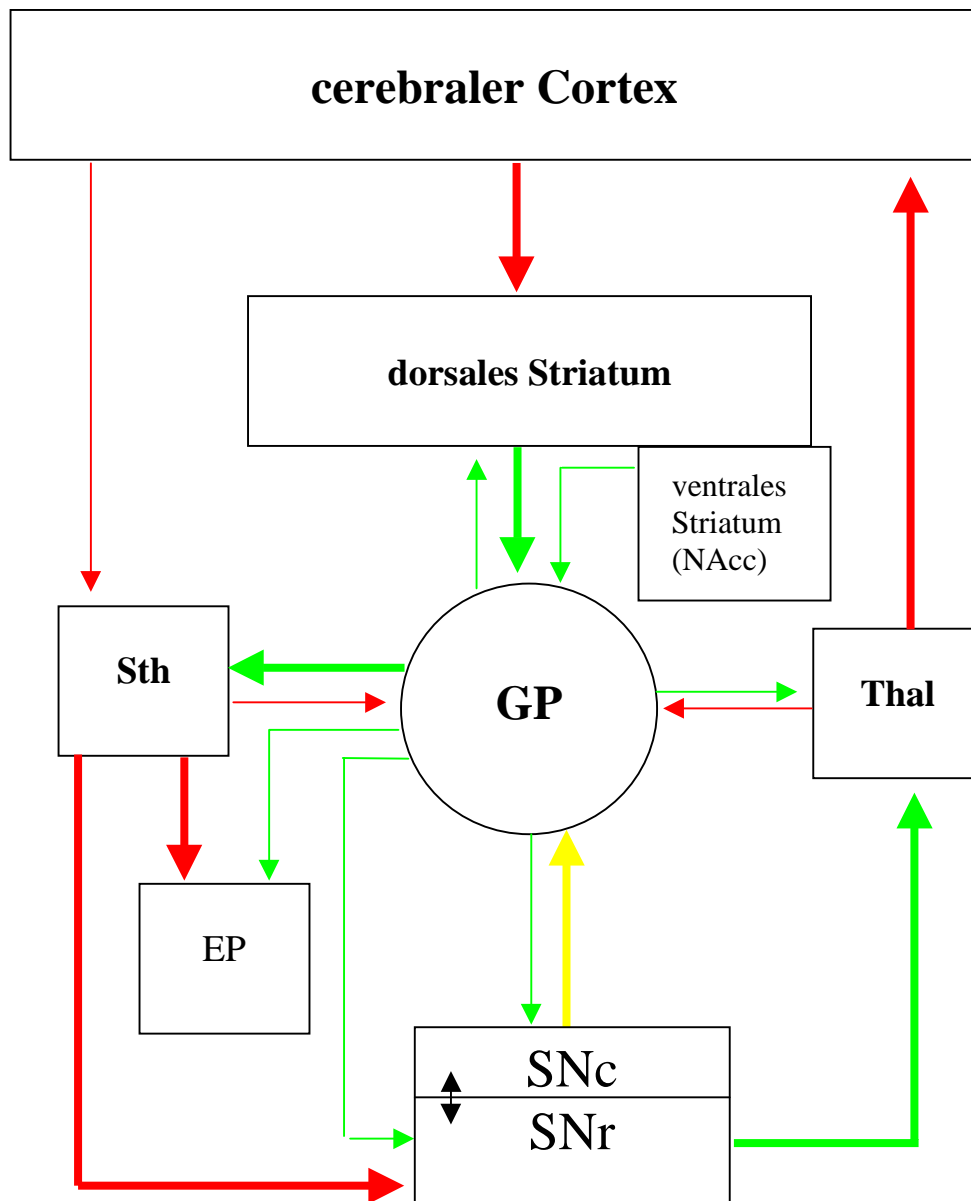 cerebraler Cortex
dorsales Striatum
ventrales
Striatum
(NAcc)
Sth
GP
Thal
EP
SNc
SNr